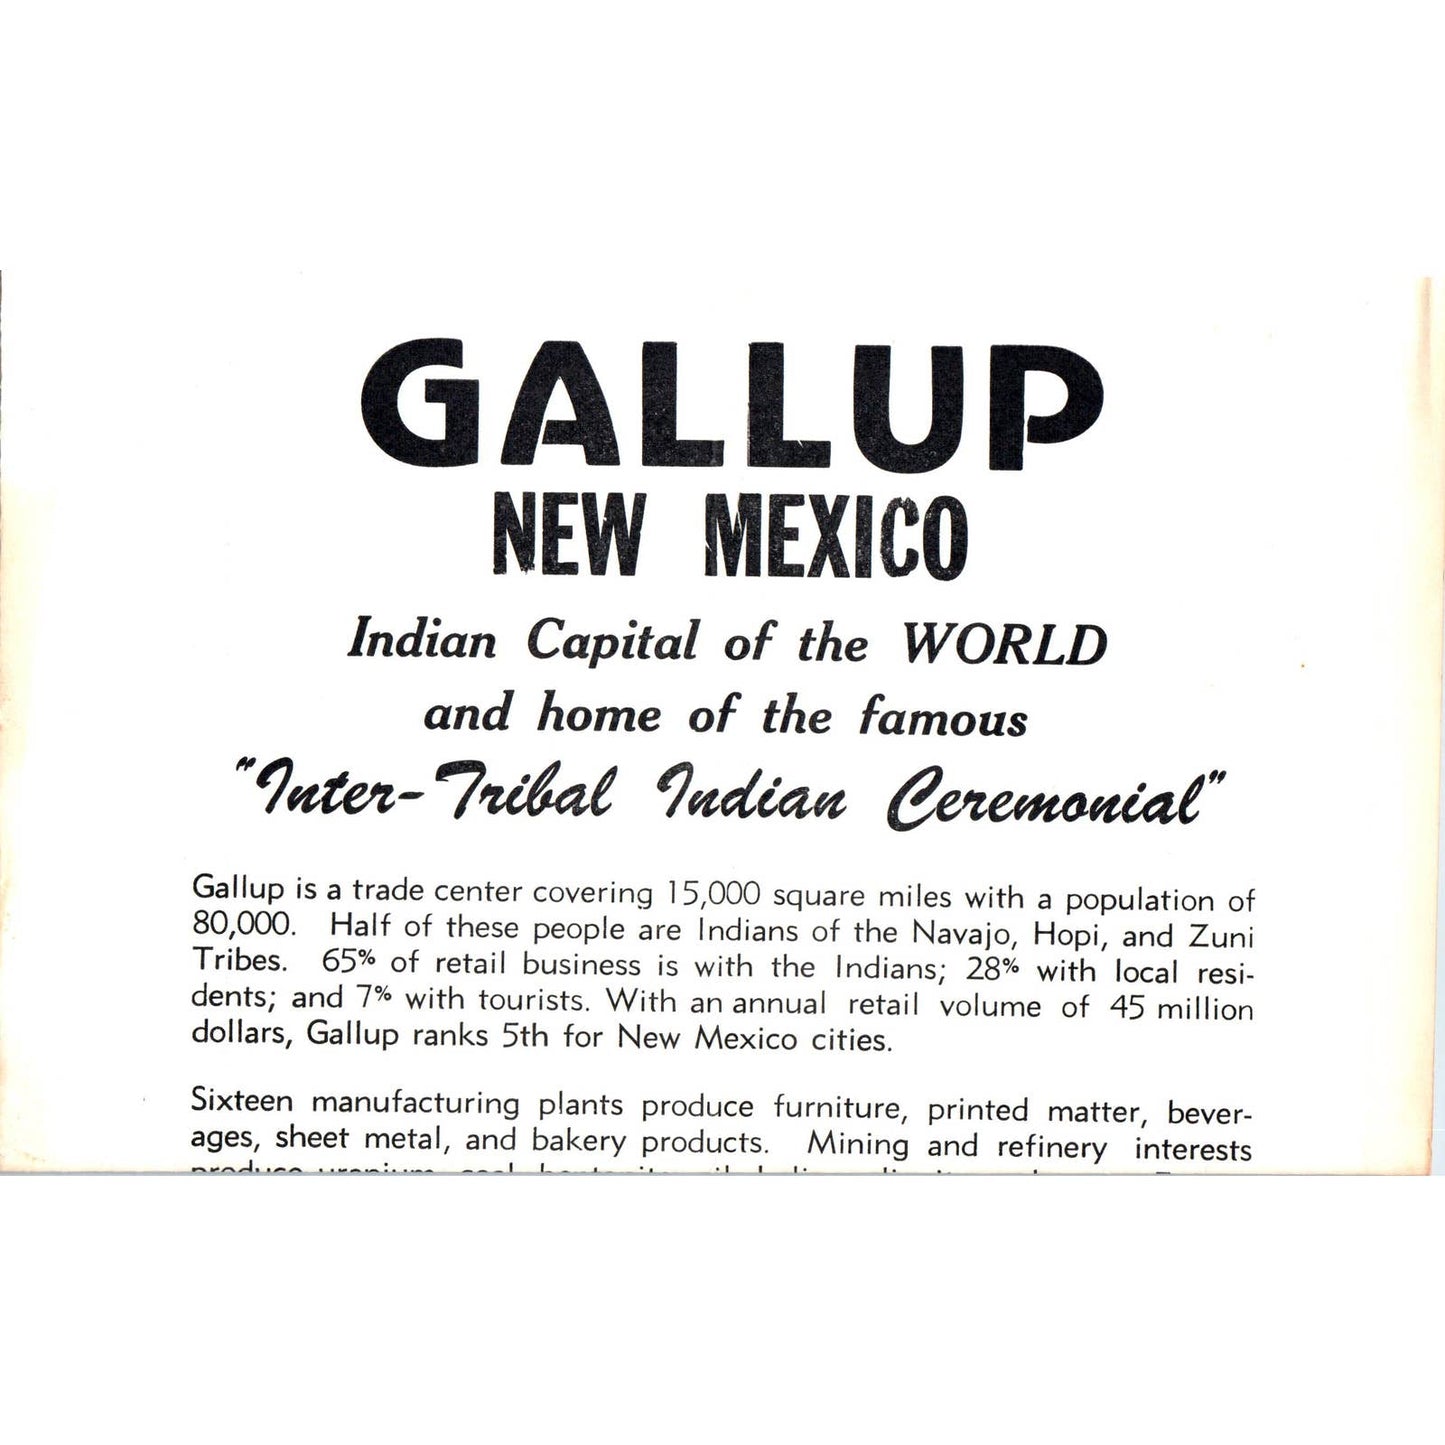 GALLUP
NEW MEXICO
Indian Capital of the WORLD
and home of the famous
"Inter-Tribal Indian Ceremonial"
Gallup is a trade center covering 15,000 square miles with a population of
80,000. Half of these people are Indians of the Navajo, Hopi, and Zuni
Tribes. 65% of retail business is with the Indians; 28% with local resi-
dents; and 7% with tourists. With an annual retail volume of 45 million
dollars, Gallup ranks 5th for New Mexico cities.
Sixteen manufacturing plants produce furniture, printed matter, bever-
ages, sheet metal, and bakery products. Mining and refinery interests
produce uranium, coal,